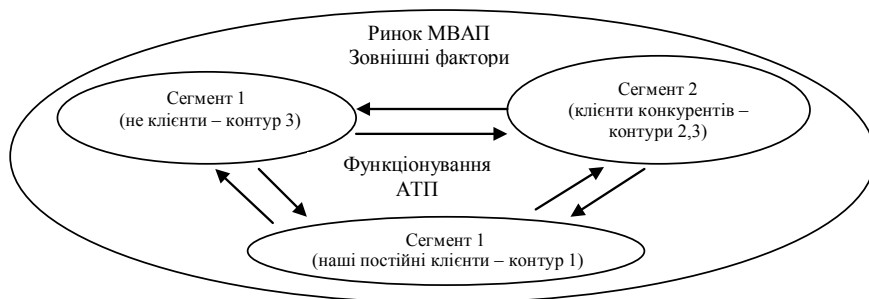 Ринок МВАП
Зовнішні фактори
Сегмент 1
(не клієнти – контур 3)
Сегмент 2
(клієнти конкурентів –
контури 2,3)
Функціонування
АТП
Сегмент 1
(наші постійні клієнти – контур 1)